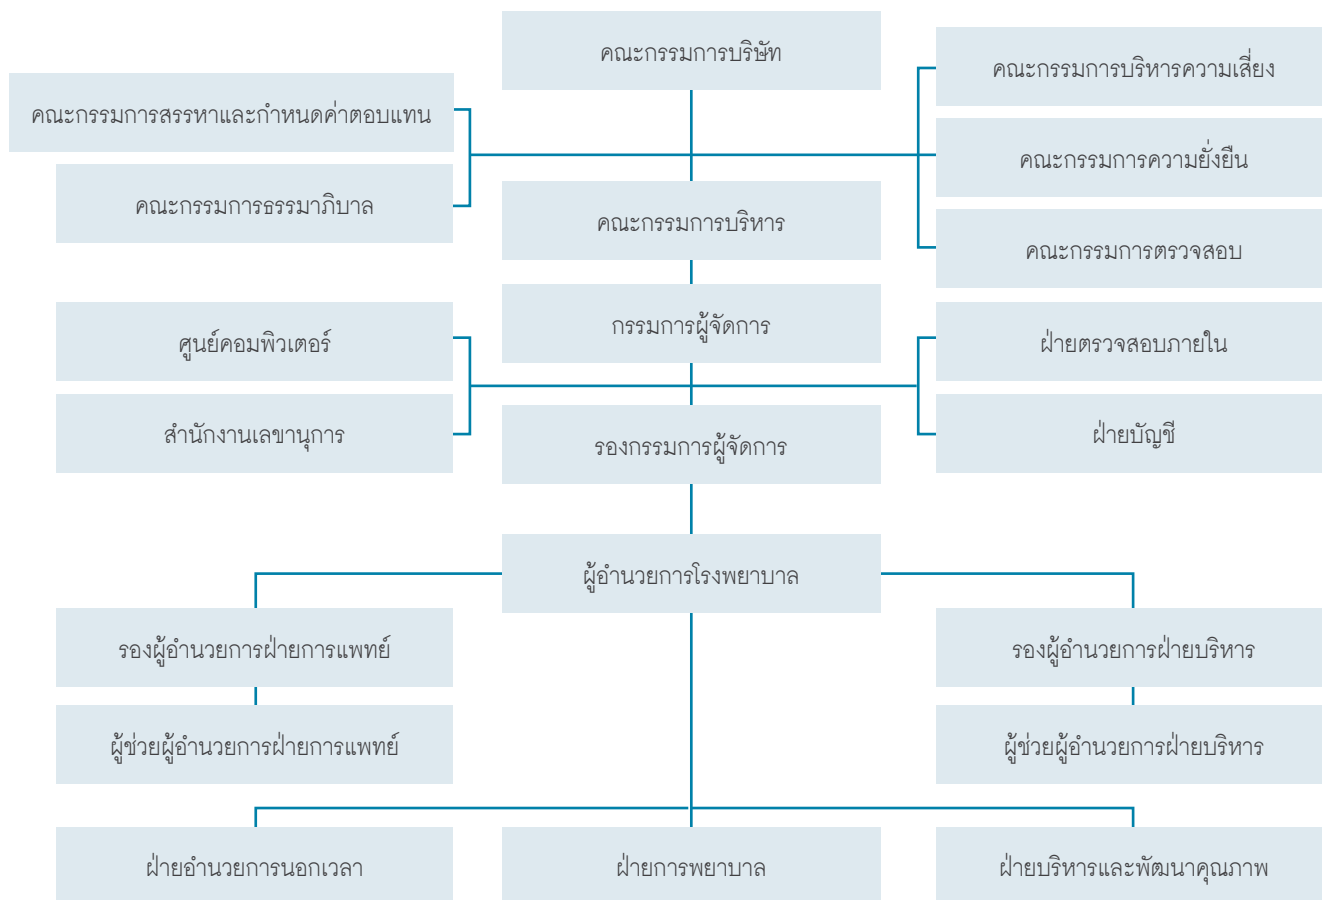 คณะกรรมการบริษัท
คณะกรรมการบริหารความเสี่ยง
คณะกรรมการสรรหาและกำหนดค่าตอบแทน
คณะกรรมการความยั่งยืน
คณะกรรมการธรรมาภิบาล
คณะกรรมการบริหาร
คณะกรรมการตรวจสอบ
กรรมการผู้จัดการ
ศูนย์คอมพิวเตอร์
ฝ่ายตรวจสอบภายใน
สำนักงานเลขานุการ
รองกรรมการผู้จัดการ
ฝ่ายบัญชี
ผู้อำนวยการโรงพยาบาล
รองผู้อำนวยการฝ่ายการแพทย์
รองผู้อำนวยการฝ่ายบริหาร
ผู้ช่วยผู้อำนวยการฝ่ายการแพทย์
ผู้ช่วยผู้อำนวยการฝ่ายบริหาร
ฝ่ายอำนวยการนอกเวลา
ฝ่ายการพยาบาล
ฝ่ายบริหารและพัฒนาคุณภาพ